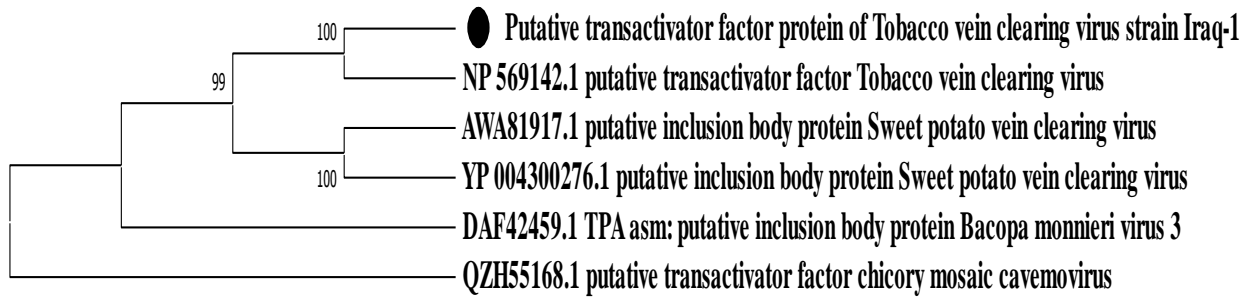 100
Putative transactivator factor protein of Tobacco vein clearing virus strain Iraq-1
NP 569142.1 putative transactivator factor Tobacco vein clearing virus
99
AWA81917.1 putative inclusion body protein Sweet potato vein clearing virus
100
YP 004300276.1 putative inclusion body protein Sweet potato vein clearing virus
DAF42459.1 TPA asm: putative inclusion body protein Bacopa monnieri virus 3
QZH55168.1 putative transactivator factor chicory mosaic cavemovirus